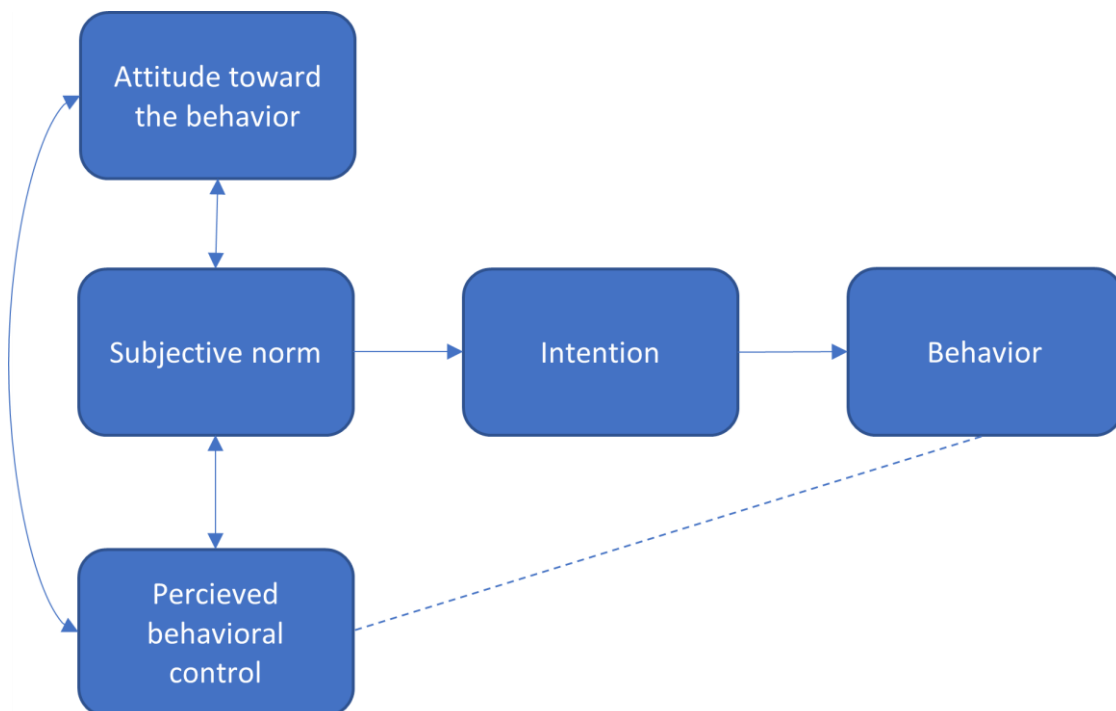 Attitude toward
the behavior
Subjective norm
Intention
Behavior
Percieved
behavioral
control